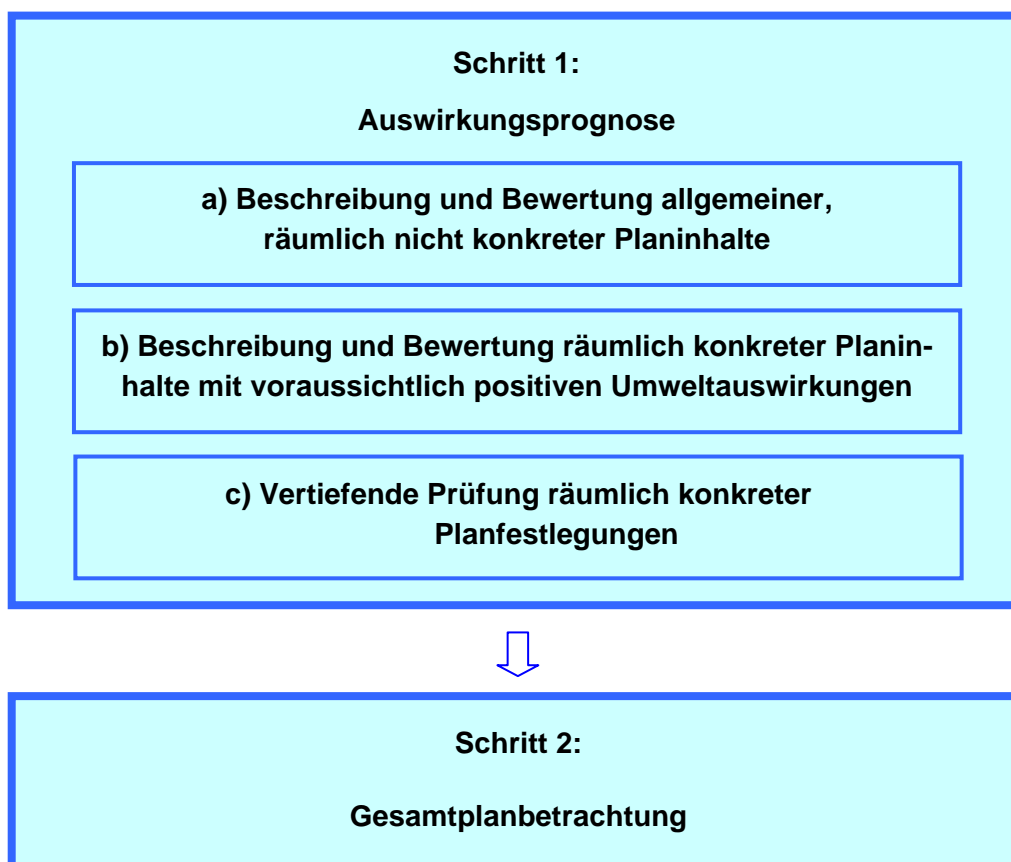 Schritt 1:
Auswirkungsprognose
a) Beschreibung und Bewertung allgemeiner,
räumlich nicht konkreter Planinhalte
b) Beschreibung und Bewertung räumlich konkreter Planin-
halte mit voraussichtlich positiven Umweltauswirkungen
c) Vertiefende Prüfung räumlich konkreter
Planfestlegungen
Schritt 2:
Gesamtplanbetrachtung